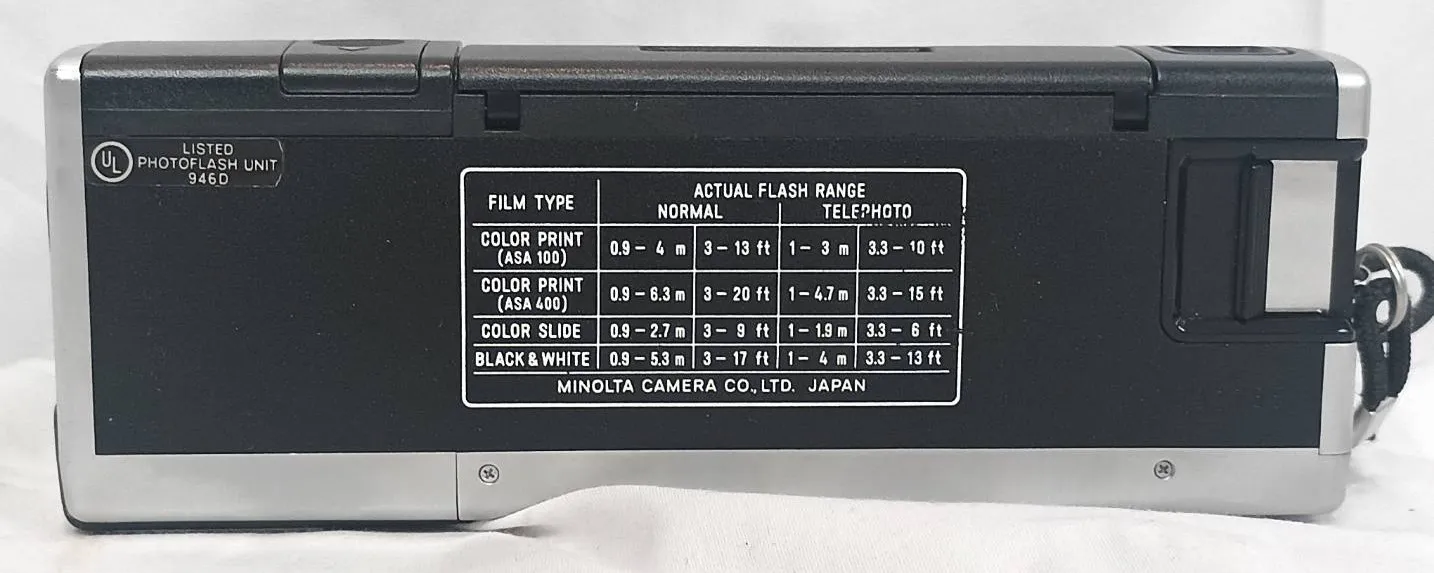 UL
LISTED
PHOTOFLASH UNIT
946D
FILM TYPE
ACTUAL FLASH RANGE
NORMAL TELEPHOTO
COLOR PRINT
(ASA 100)
0.9 – 4 m 3 – 13 ft 1 – 3 m 3.3 – 10 ft
COLOR PRINT
(ASA 400)
0.9 – 6.3 m 3 – 20 ft 1 – 4.7 m 3.3 – 15 ft
COLOR SLIDE 0.9 – 2.7 m 3 – 9 ft 1 – 1.9 m 3.3 – 6 ft
BLACK & WHITE 0.9 – 5.3 m 3 – 17 ft 1 – 4 m 3.3 – 13 ft
MINOLTA CAMERA CO., LTD. JAPAN